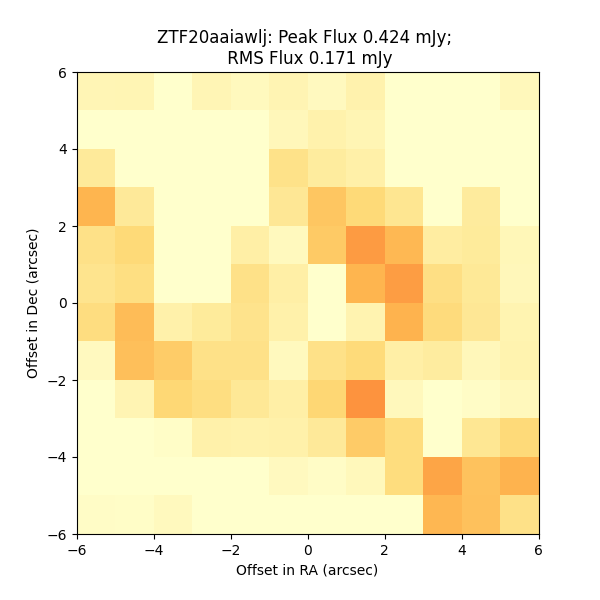 ZTF20aaiawlj: Peak Flux 0.424 mJy;
RMS Flux 0.171 mJy
6
4
2
0
−2
−4
−6
Offset in Dec (arcsec)
−6 −4 −2 0 2 4 6
Offset in RA (arcsec)